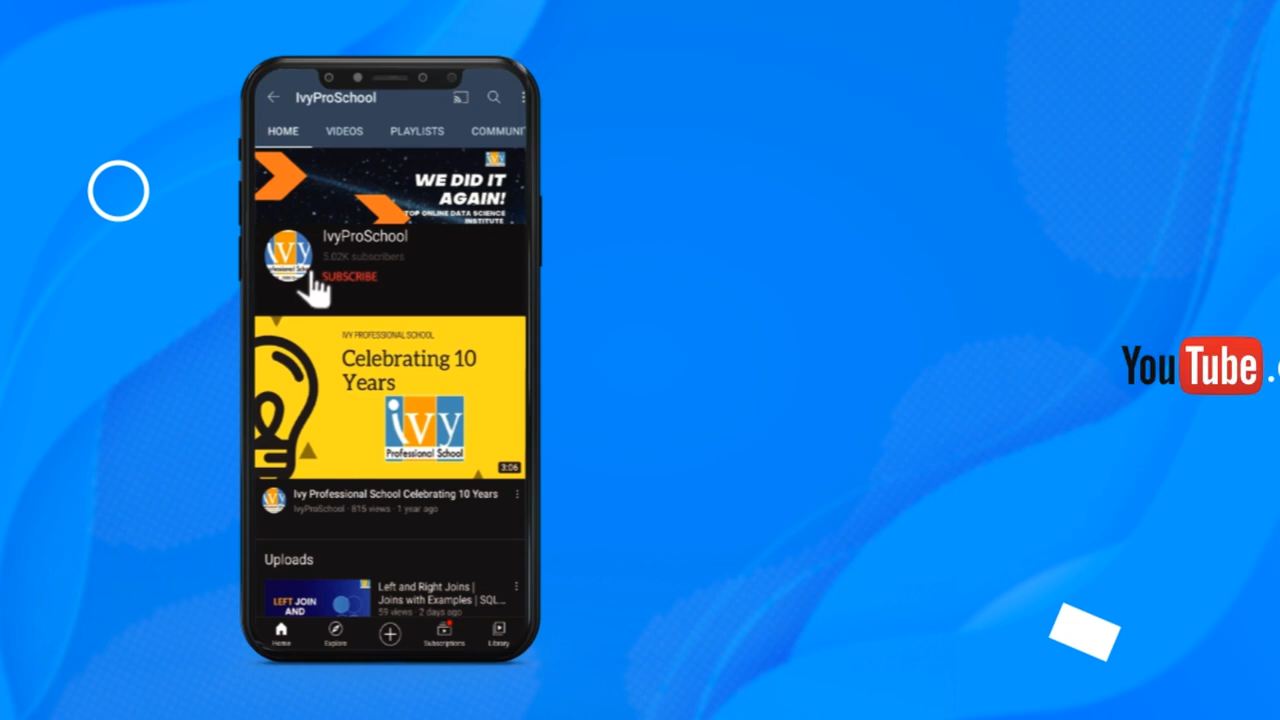 IvyProSchool
HOME VIDEOS PLAYLISTS COMMUNI
ivy
WE DID IT
AGAIN!
TOP ONLINE DATA SCIENCE
INSTITUTE
ivy
IvyProSchool
5.02K subscribers
SUBSCRIBE
IVY PROFESSIONAL SCHOOL
Celebrating 10
Years
ivy
Professional School
3:06
Ivy Professional School Celebrating 10 Years
IvyProSchool · 815 views · 1 year ago
Uploads
LEFT JOIN
AND
Left and Right Joins |
Joins with Examples | SQL...
59 views · 2 days ago
Home Explore Subscriptions Library
YouTube